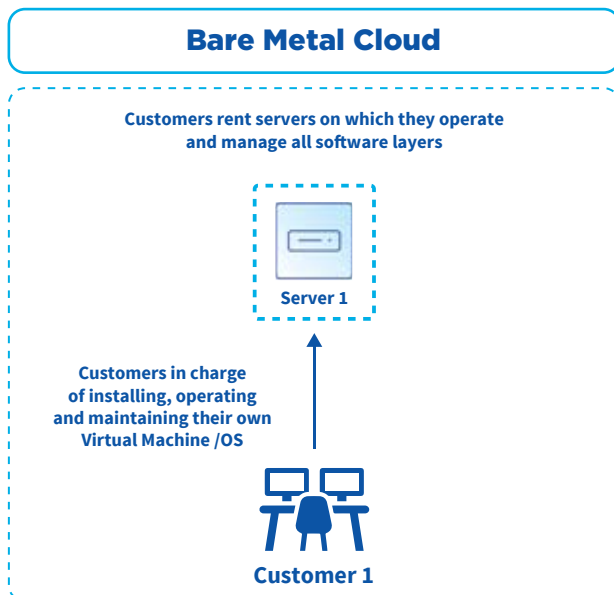 Bare Metal Cloud
Customers rent servers on which they operate
and manage all software layers
Server 1
Customers in charge
of installing, operating
and maintaining their own
Virtual Machine /OS
Customer 1